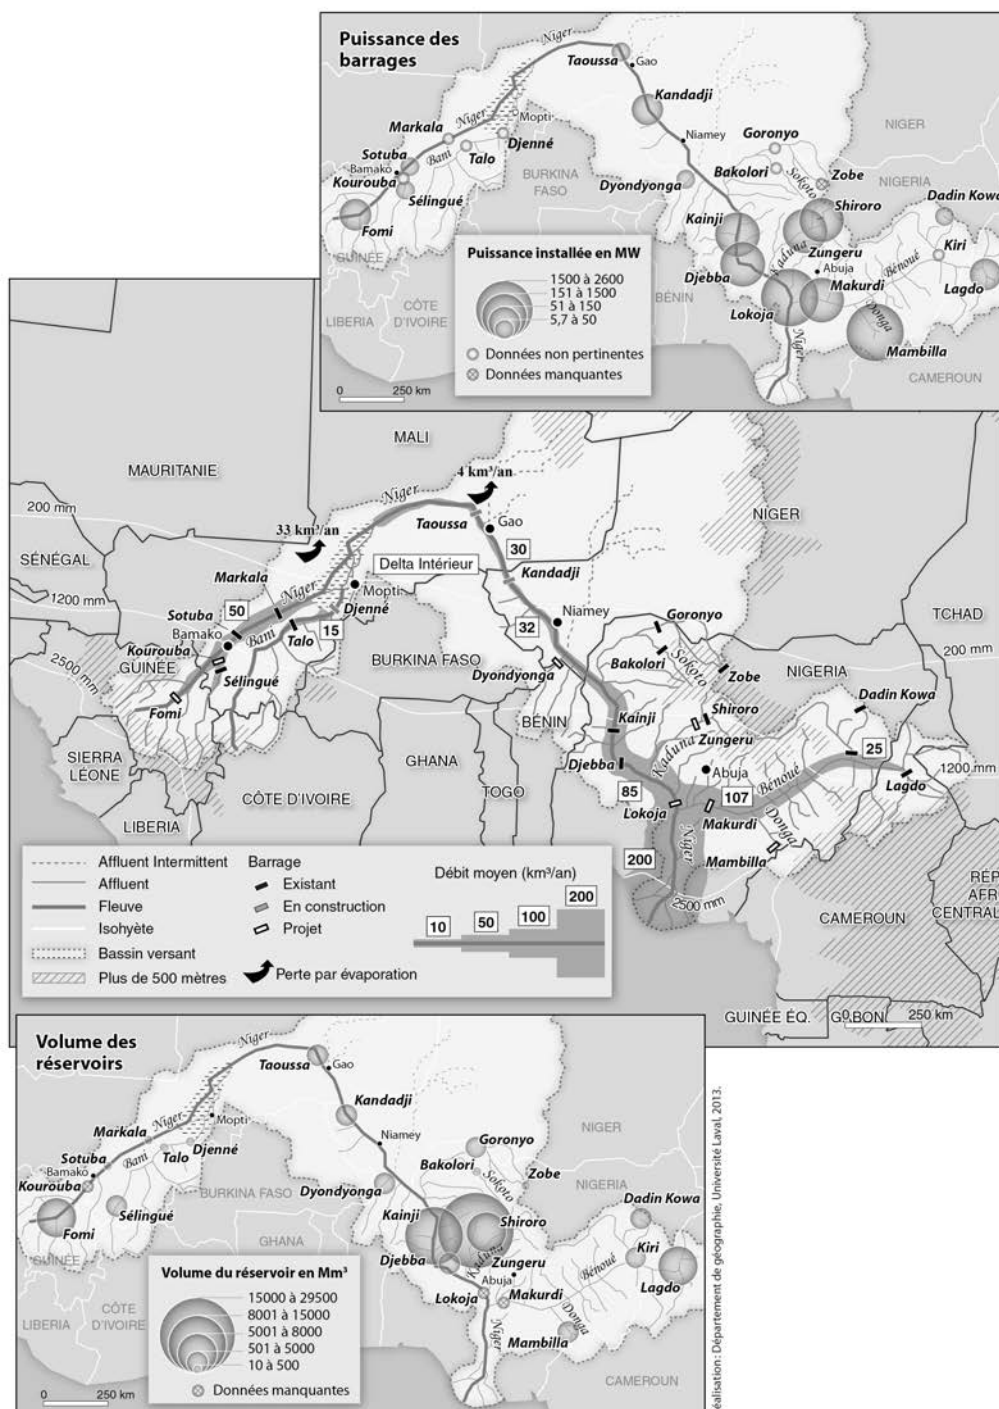 Puissance des
barrages
Niger
Taoussa
Gao
Kandadji
Niger
Mopti
Markala
Djenné
Niamey
Goronyo
NIGER
Sotuba
Bani
Talo
Bamako
Kourouba
BURKINA
FASO
Dyondyonga
Bakolori
Sokoto
Zobe
NIGERIA
Sélingué
Shiroro
Dadin Kowa
Kainji
Fomi
Puissance installée en MW
Kaduna
Zungeru
Kiri
GUINÉE
1500 à 2600
151 à 1500
51 à 150
5,7 à 50
Djebba
Abuja
Bénoué
Makurdi
Lagdo
CÔTE
D'IVOIRE
LIBERIA
BÉNIN
Lokoja
Donga
Données non pertinentes
Niger
Mambilla
Données manquantes
CAMEROUN
0 250 km
MALI
MAURITANIE
4 km³/an
Niger
200 mm
33 km³/an
Taoussa
Gao
NIGER
SÉNÉGAL
30
Markala
Delta Intérieur
Kandadji
Niger
Mopti
1200 mm
Sotuba
50
Djenné
Niamey
Goronyo
TCHAD
Bamako
Bani
Talo
15
32
Kourouba
GUINÉE
200 mm
2500 mm
BURKINA FASO
Bakolori
Sokoto
NIGERIA
Sélingué
Dyondyonga
Zobe
Dadin Kowa
Fomi
BÉNIN
Kainji
Shiroro
Zungeru
SIERRA
LÉONE
GHANA
Kaduna
25
Djebba
Abuja
Bénoué
1200 mm
CÔTE D'IVOIRE
TOGO
85
107
Lagdo
LIBERIA
Lokoja
Makurdi
Donga
Niger
200
Mambilla
2500 mm
RÉP
AFR
CENTRAL
CAMEROUN
Affluent Intermittent
Affluent
Fleuve
Isohyète
Bassin versant
Plus de 500 mètres
Barrage
Existant
En construction
Projet
Perte par évaporation
Débit moyen (km³/an)
10
50
100
200
GUINÉE ÉQ.
GABON
0 250 km
Volume des
réservoirs
Niger
Taoussa
Gao
Kandadji
Niger
Mopti
Markala
Niamey
Goronyo
NIGER
Sotuba
Bani
Talo
Djenné
Bamako
Bakolori
Zobe
Kourouba
Sokoto
BURKINA FASO
Dyondyonga
NIGERIA
Dadin Kowa
Sélingué
Kainji
Shiroro
Fomi
GHANA
Kaduna
Kiri
GUINÉE
Djebba
Zungeru
Volume du réservoir en Mm³
Abuja
Bénoué
Lagdo
15000 à 29500
8001 à 15000
5001 à 8000
501 à 5000
10 à 500
Lokoja
Makurdi
CÔTE
D'IVOIRE
LIBERIA
Donga
Mambilla
Niger
Données manquantes
CAMEROUN
0 250 km
éalisation: Département de géographie, Université Laval, 2013.